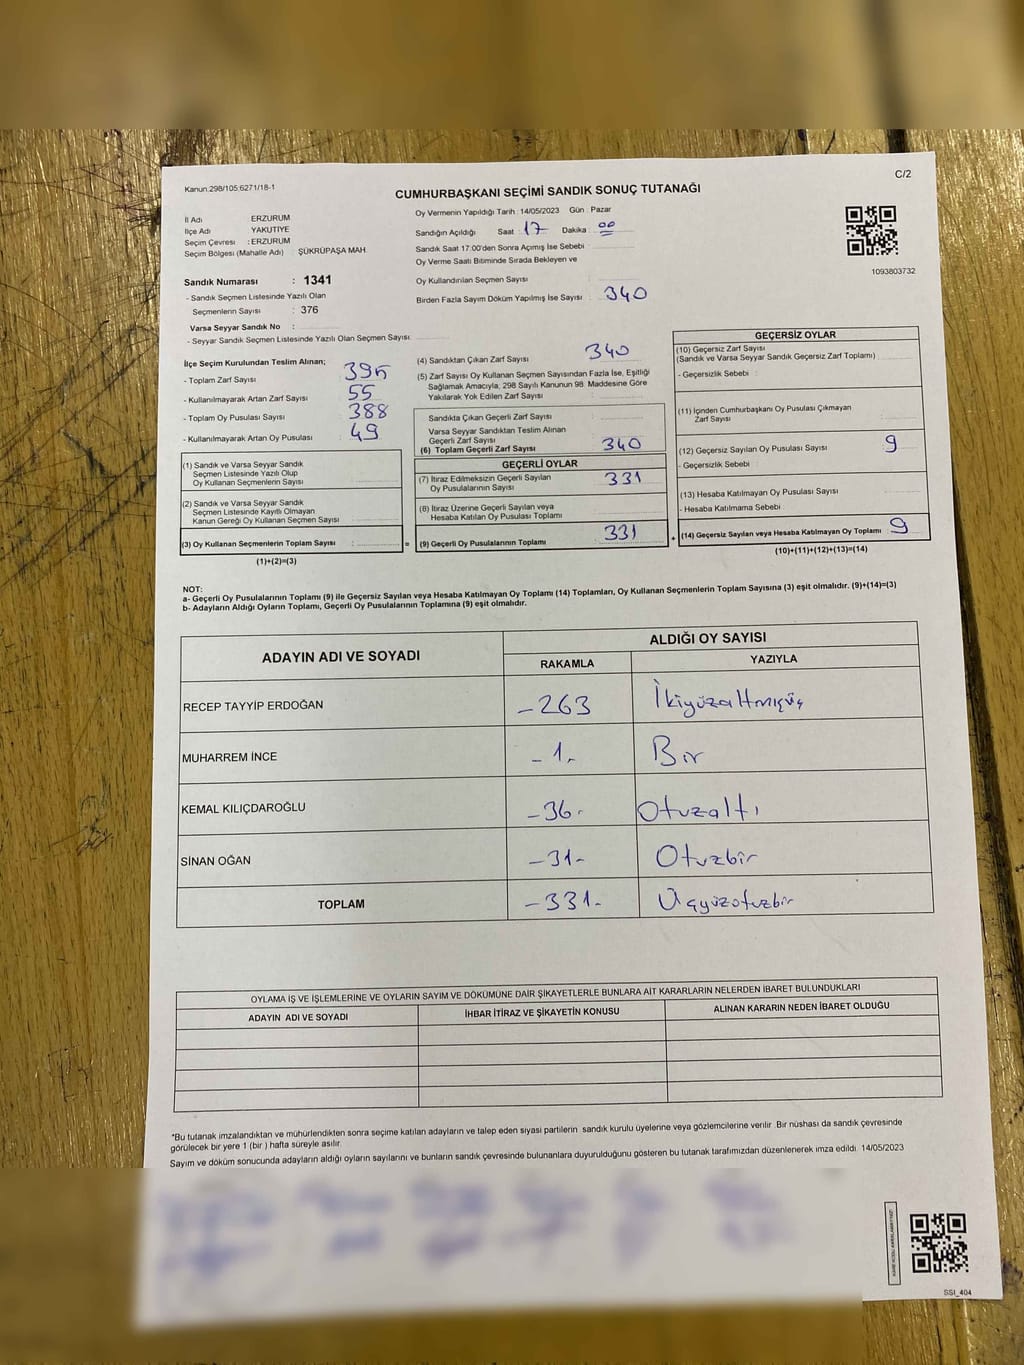 Kanun:298/105:6271/18-1
C/2
CUMHURBAŞKANI SEÇİMİ SANDIK SONUÇ TUTANAĞI
İl Adı : ERZURUM
İlçe Adı : YAKUTİYE
Seçim Çevresi : ERZURUM
Seçim Bölgesi (Mahalle Adı) ŞÜKRÜPAŞA MAH.
Sandık Numarası : 1341
- Sandık Seçmen Listesinde Yazılı Olan
Seçmenlerin Sayısı : 376
Varsa Seyyar Sandık No :
- Seyyar Sandık Seçmen Listesinde Yazılı Olan Seçmen Sayısı:
Oy Vermenin Yapıldığı Tarih : 14/05/2023 Gün : Pazar
Sandığın Açıldığı Saat : 17 Dakika : 00
Sandık Saat 17:00'den Sonra Açımış İse Sebebi :
Oy Verme Saati Bitiminde Sırada Bekleyen ve
Oy Kullandırılan Seçmen Sayısı :
Birden Fazla Sayım Döküm Yapılmış İse Sayısı : 340
1093803732
İlçe Seçim Kurulundan Teslim Alınan;
- Toplam Zarf Sayısı : 395
- Kullanılmayarak Artan Zarf Sayısı : 55
- Toplam Oy Pusulası Sayısı : 388
- Kullanılmayarak Artan Oy Pusulası : 49
(1) Sandık ve Varsa Seyyar Sandık
Seçmen Listesinde Yazılı Olup
Oy Kullanan Seçmenlerin Sayısı :
(2) Sandık ve Varsa Seyyar Sandık
Seçmen Listesinde Kayıtlı Olmayan
Kanun Gereği Oy Kullanan Seçmen Sayısı :
(3) Oy Kullanan Seçmenlerin Toplam Sayısı :
(1)+(2)=(3)
(4) Sandıktan Çıkan Zarf Sayısı : 340
(5) Zarf Sayısı Oy Kullanan Seçmen Sayısından Fazla İse, Eşitliği
Sağlamak Amacıyla, 298 Sayılı Kanunun 98. Maddesine Göre
Yakılarak Yok Edilen Zarf Sayısı :
Sandıkta Çıkan Geçerli Zarf Sayısı :
Varsa Seyyar Sandıktan Teslim Alınan
Geçerli Zarf Sayısı :
(6) Toplam Geçerli Zarf Sayısı : 340
GEÇERLİ OYLAR
(7) İtiraz Edilmeksizin Geçerli Sayılan
Oy Pusulalarının Sayısı : 331
(8) İtiraz Üzerine Geçerli Sayılan veya
Hesaba Katılan Oy Pusulası Toplamı :
= (9) Geçerli Oy Pusulalarının Toplamı : 331
GEÇERSİZ OYLAR
(10) Geçersiz Zarf Sayısı
(Sandık ve Varsa Seyyar Sandık Geçersiz Zarf Toplamı) :
- Geçersizlik Sebebi :
(11) İçinden Cumhurbaşkanı Oy Pusulası Çıkmayan
Zarf Sayısı :
(12) Geçersiz Sayılan Oy Pusulası Sayısı : 9
- Geçersizlik Sebebi :
(13) Hesaba Katılmayan Oy Pusulası Sayısı :
- Hesaba Katılmama Sebebi :
+ (14) Geçersiz Sayılan veya Hesaba Katılmayan Oy Toplamı : 9
(10)+(11)+(12)+(13)=(14)
NOT:
a- Geçerli Oy Pusulalarının Toplamı (9) ile Geçersiz Sayılan veya Hesaba Katılmayan Oy Toplamı (14) Toplamları, Oy Kullanan Seçmenlerin Toplam Sayısına (3) eşit olmalıdır. (9)+(14)=(3)
b- Adayların Aldığı Oyların Toplamı, Geçerli Oy Pusulalarının Toplamına (9) eşit olmalıdır.
ADAYIN ADI VE SOYADI ALDIĞI OY SAYISI
RAKAMLA YAZIYLA
RECEP TAYYİP ERDOĞAN -263 İkiyüzaltmışüç
MUHARREM İNCE -1- Bir
KEMAL KILIÇDAROĞLU -36- Otuzaltı
SİNAN OĞAN -31- Otuzbir
TOPLAM -331- Üçyüzotuzbir
OYLAMA İŞ VE İŞLEMLERİNE VE OYLARIN SAYIM VE DÖKÜMÜNE DAİR ŞİKAYETLERLE BUNLARA AİT KARARLARIN NELERDEN İBARET BULUNDUKLARI
ADAYIN ADI VE SOYADI İHBAR İTİRAZ VE ŞİKAYETİN KONUSU ALINAN KARARIN NEDEN İBARET OLDUĞU
*Bu tutanak imzalandıktan ve mühürlendikten sonra seçime katılan adayların ve talep eden siyasi partilerin sandık kurulu üyelerine veya gözlemcilerine verilir. Bir nüshası da sandık çevresinde
görülecek bir yere 1 (bir ) hafta süreyle asılır.
Sayım ve döküm sonucunda adayların aldığı oyların sayılarını ve bunların sandık çevresinde bulunanlara duyurulduğunu gösteren bu tutanak tarafımızdan düzenlenerek imza edildi. 14/05/2023
SSI_404